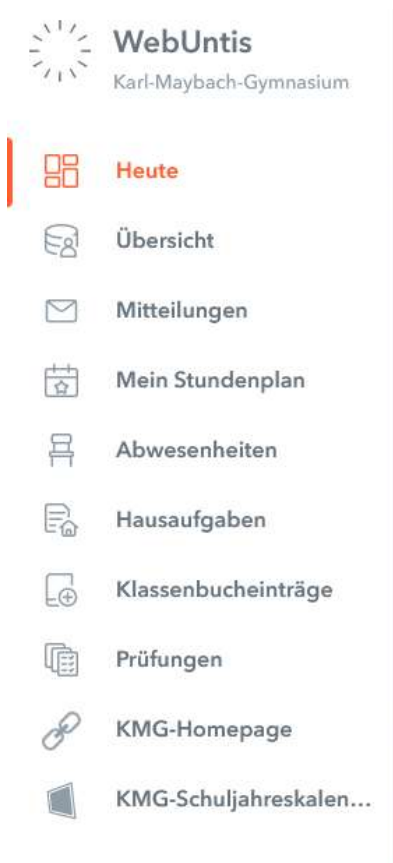 WebUntis
Karl-Maybach-Gymnasium
Heute
Übersicht
Mitteilungen
Mein Stundenplan
Abwesenheiten
Hausaufgaben
Klassenbucheinträge
Prüfungen
KMG-Homepage
KMG-Schuljahreskalen...